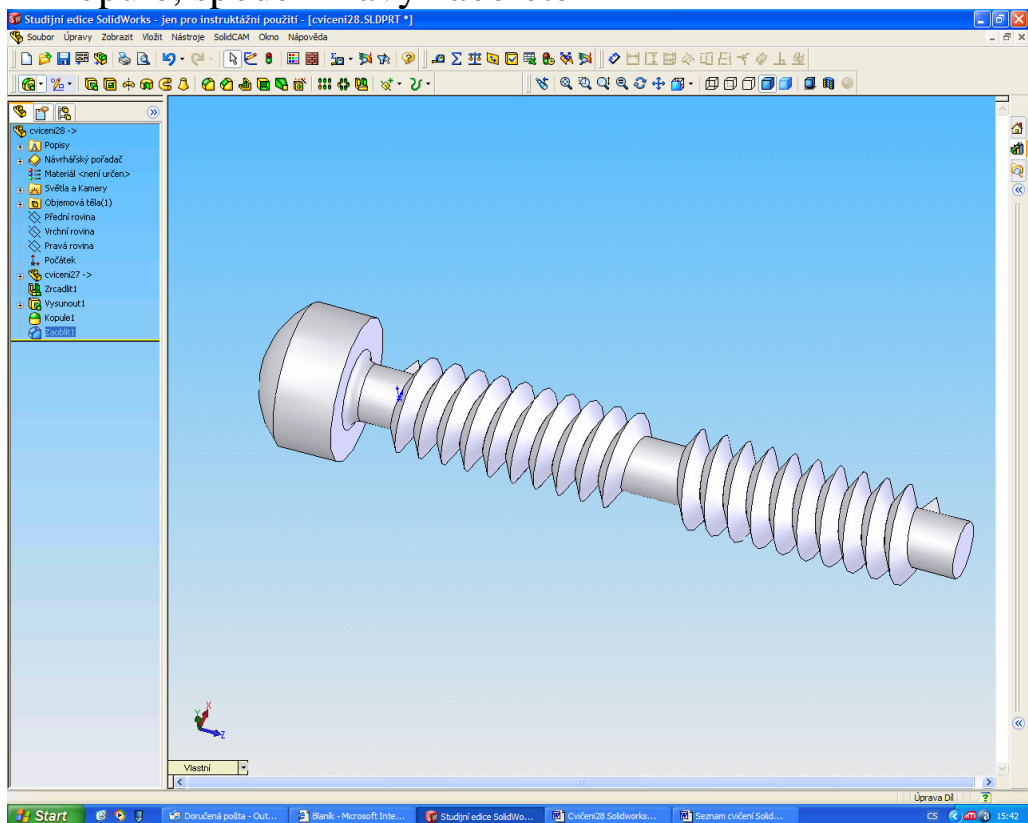 Studijní edice SolidWorks - jen pro instruktážní použití - [cviceni28.SLDPRT *]
Soubor Úpravy Zobrazit Vložit Nástroje SolidCAM Okno Nápověda
cviceni28 ->
Popisy
Návrhářský pořadač
Materiál <není určen>
Světla a Kamery
Objemová těla(1)
Přední rovina
Vrchní rovina
Pravá rovina
Počátek
cviceni27 ->
Zrcadlit1
Vysunout1
Kopule1
Zaoblit1
X
Y
Z
Vlastní
Úprava Díl
Start
Doručená pošta - Out...
Blaník - Microsoft Inte...
Studijní edice SolidWo...
Cvičení28 Solidworks...
Seznam cvičení Solid...
CS
15:42